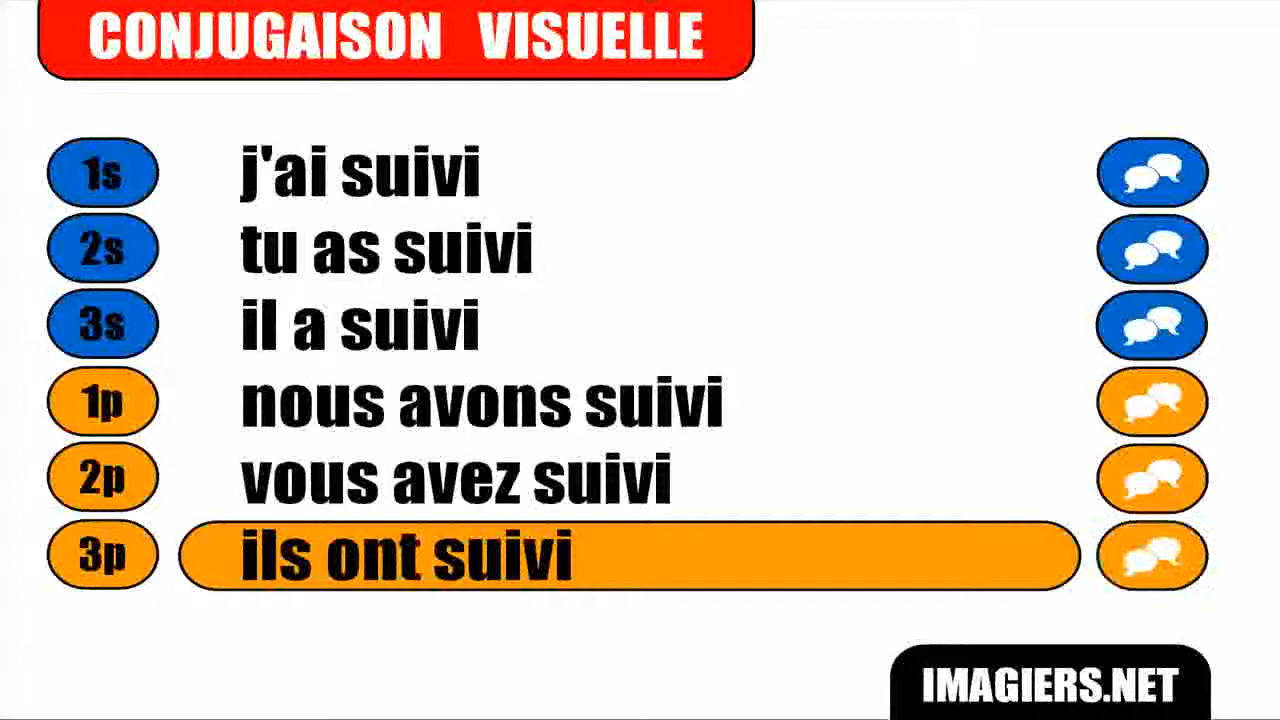 CONJUGAISON VISUELLE
1s j'ai suivi
2s tu as suivi
3s il a suivi
1p nous avons suivi
2p vous avez suivi
3p ils ont suivi
IMAGIERS.NET